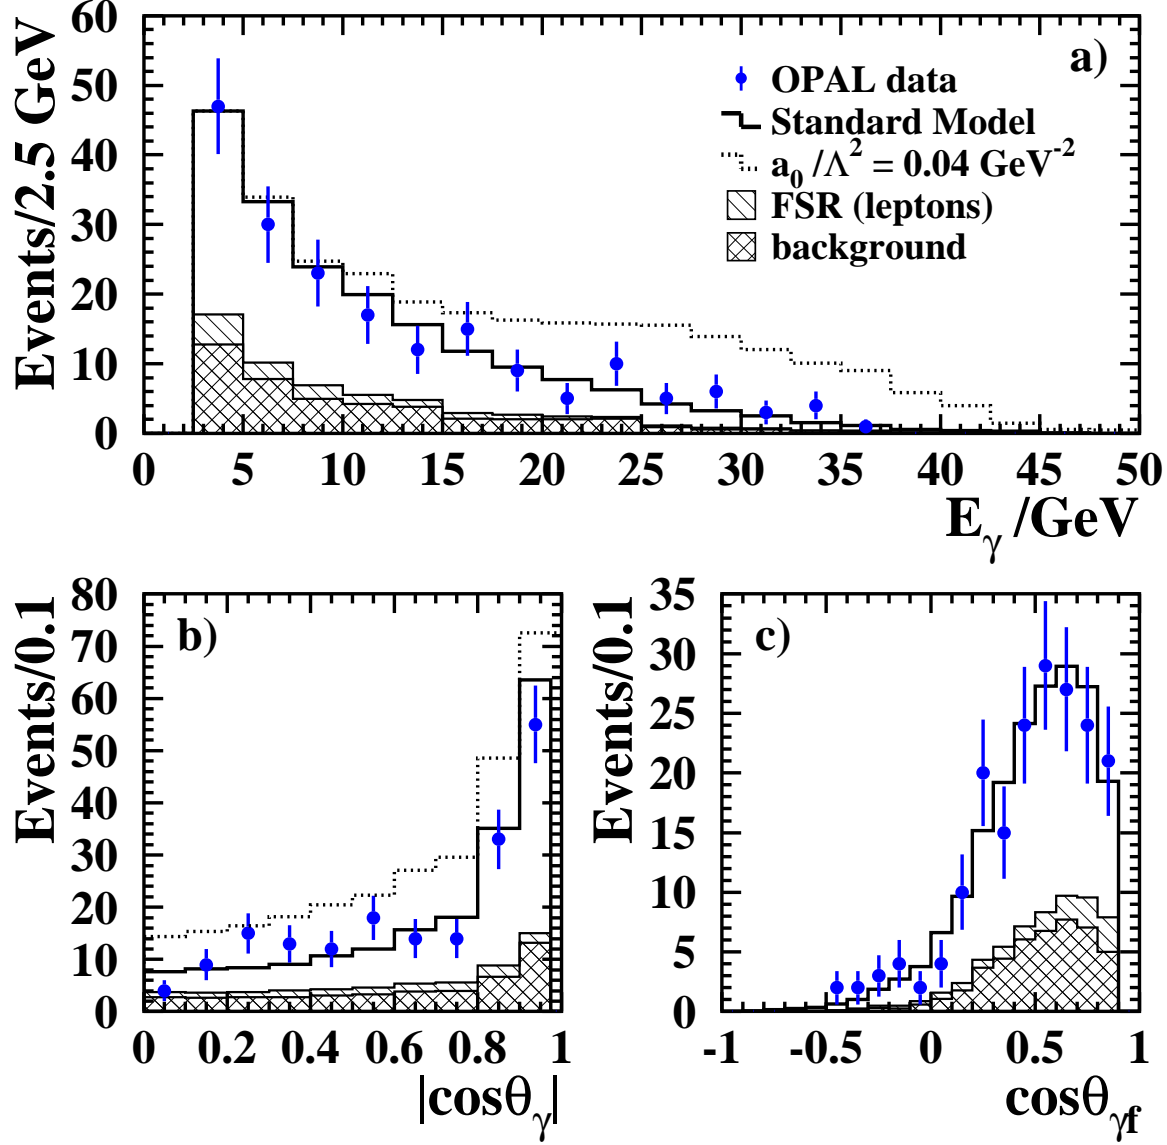 a)
Events/2.5 GeV
60
50
40
30
20
10
0
OPAL data
Standard Model
a₀ /Λ² = 0.04 GeV⁻²
FSR (leptons)
background
0 5 10 15 20 25 30 35 40 45 50
E_γ /GeV
b)
Events/0.1
80
70
60
50
40
30
20
10
0
0 0.2 0.4 0.6 0.8 1
|cosθ_γ|
c)
Events/0.1
35
30
25
20
15
10
5
0
-1 -0.5 0 0.5 1
cosθ_γf